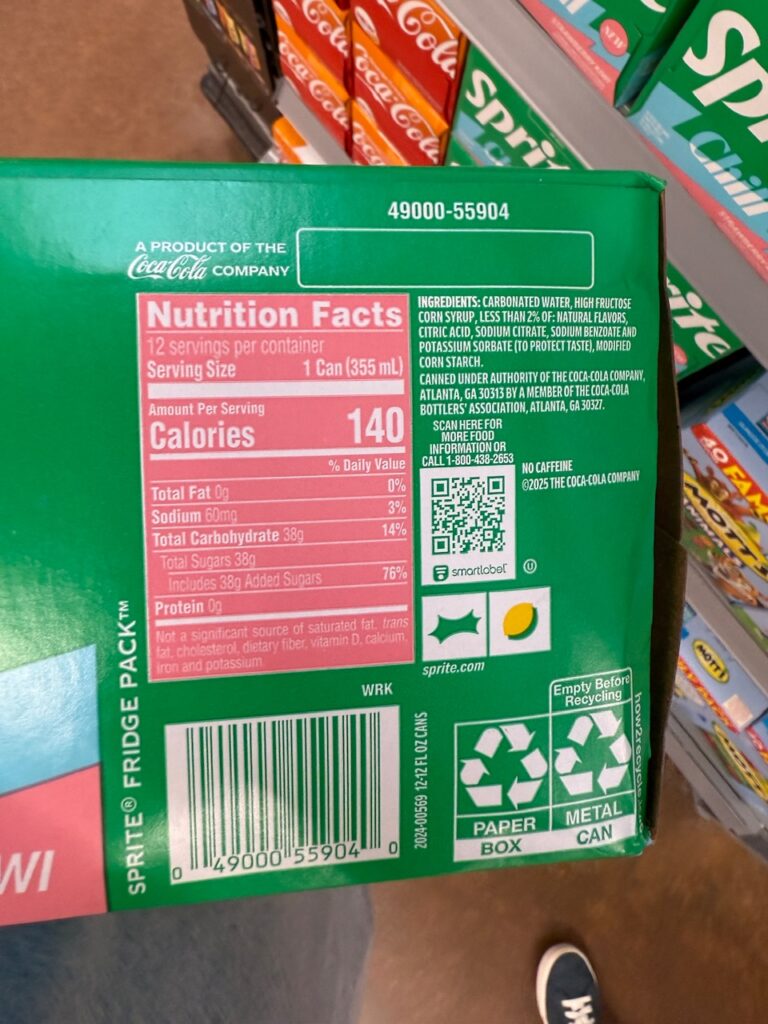 Coca-Cola
Coca-Cola
Sprite
Sprite
Chill
49000-55904
A PRODUCT OF THE
Coca-Cola COMPANY
Nutrition Facts
12 servings per container
Serving Size 1 Can (355 mL)
Amount Per Serving
Calories 140
% Daily Value
Total Fat 0g 0%
Sodium 60mg 3%
Total Carbohydrate 38g 14%
Total Sugars 38g
Includes 38g Added Sugars 76%
Protein 0g
Not a significant source of saturated fat, trans
fat, cholesterol, dietary fiber, vitamin D, calcium,
iron and potassium
INGREDIENTS: CARBONATED WATER, HIGH FRUCTOSE
CORN SYRUP, LESS THAN 2% OF: NATURAL FLAVORS,
CITRIC ACID, SODIUM CITRATE, SODIUM BENZOATE AND
POTASSIUM SORBATE (TO PROTECT TASTE), MODIFIED
CORN STARCH.
CANNED UNDER AUTHORITY OF THE COCA-COLA COMPANY,
ATLANTA, GA 30313 BY A MEMBER OF THE COCA-COLA
BOTTLERS' ASSOCIATION, ATLANTA, GA 30327.
SCAN HERE FOR
MORE FOOD
INFORMATION OR
CALL 1-800-438-2653
NO CAFFEINE
©2025 THE COCA-COLA COMPANY
smartlabel U
sprite.com
WRK
0 49000 55904 0
SPRITE® FRIDGE PACK™
2024-00569 12-12 FL OZ CANS
Empty Before
Recycling
PAPER
BOX
METAL
CAN
WI
MOTT'S
MOTT'S